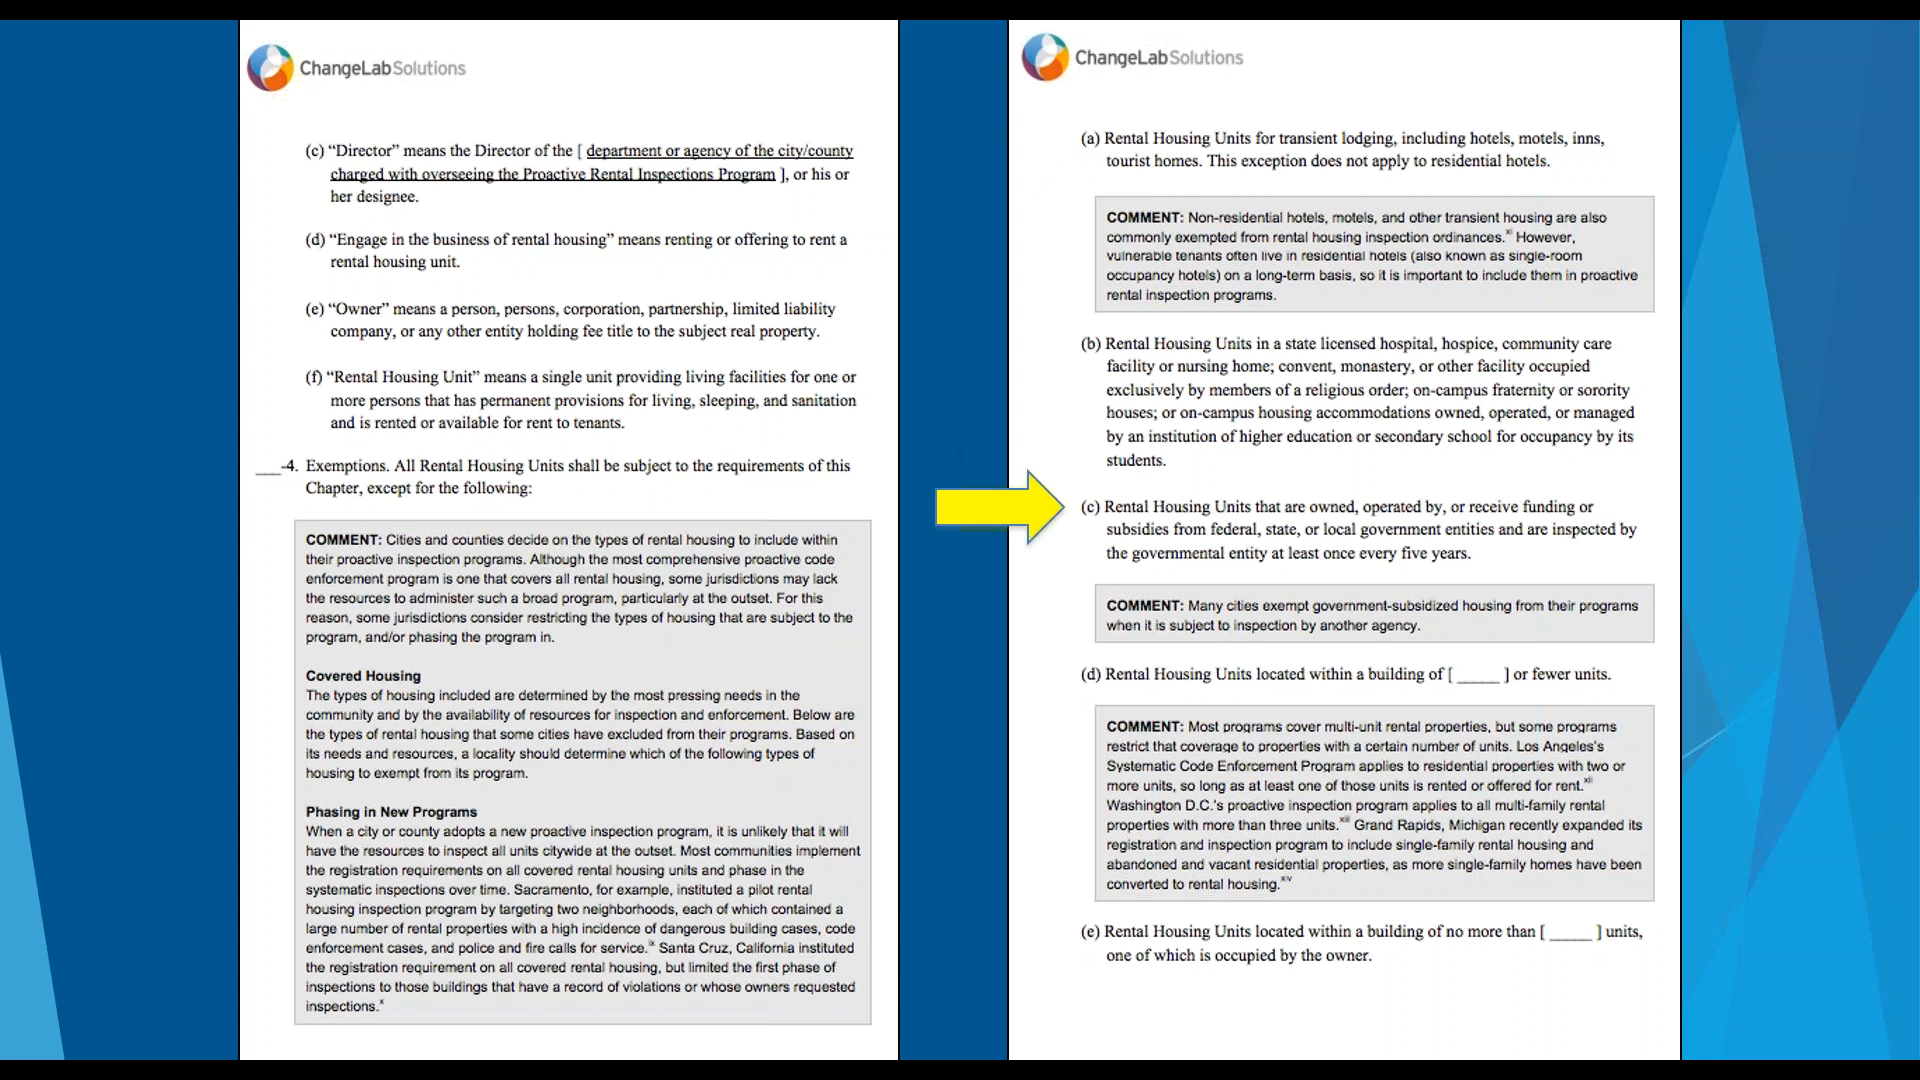 ChangeLab Solutions
(c) “Director” means the Director of the [ department or agency of the city/county
charged with overseeing the Proactive Rental Inspections Program ], or his or
her designee.
(d) “Engage in the business of rental housing” means renting or offering to rent a
rental housing unit.
(e) “Owner” means a person, persons, corporation, partnership, limited liability
company, or any other entity holding fee title to the subject real property.
(f) “Rental Housing Unit” means a single unit providing living facilities for one or
more persons that has permanent provisions for living, sleeping, and sanitation
and is rented or available for rent to tenants.
___-4. Exemptions. All Rental Housing Units shall be subject to the requirements of this
Chapter, except for the following:
COMMENT: Cities and counties decide on the types of rental housing to include within
their proactive inspection programs. Although the most comprehensive proactive code
enforcement program is one that covers all rental housing, some jurisdictions may lack
the resources to administer such a broad program, particularly at the outset. For this
reason, some jurisdictions consider restricting the types of housing that are subject to the
program, and/or phasing the program in.
Covered Housing
The types of housing included are determined by the most pressing needs in the
community and by the availability of resources for inspection and enforcement. Below are
the types of rental housing that some cities have excluded from their programs. Based on
its needs and resources, a locality should determine which of the following types of
housing to exempt from its program.
Phasing in New Programs
When a city or county adopts a new proactive inspection program, it is unlikely that it will
have the resources to inspect all units citywide at the outset. Most communities implement
the registration requirements on all covered rental housing units and phase in the
systematic inspections over time. Sacramento, for example, instituted a pilot rental
housing inspection program by targeting two neighborhoods, each of which contained a
large number of rental properties with a high incidence of dangerous building cases, code
enforcement cases, and police and fire calls for service.ix Santa Cruz, California instituted
the registration requirement on all covered rental housing, but limited the first phase of
inspections to those buildings that have a record of violations or whose owners requested
inspections.x
ChangeLab Solutions
(a) Rental Housing Units for transient lodging, including hotels, motels, inns,
tourist homes. This exception does not apply to residential hotels.
COMMENT: Non-residential hotels, motels, and other transient housing are also
commonly exempted from rental housing inspection ordinances.xi However,
vulnerable tenants often live in residential hotels (also known as single-room
occupancy hotels) on a long-term basis, so it is important to include them in proactive
rental inspection programs.
(b) Rental Housing Units in a state licensed hospital, hospice, community care
facility or nursing home; convent, monastery, or other facility occupied
exclusively by members of a religious order; on-campus fraternity or sorority
houses; or on-campus housing accommodations owned, operated, or managed
by an institution of higher education or secondary school for occupancy by its
students.
(c) Rental Housing Units that are owned, operated by, or receive funding or
subsidies from federal, state, or local government entities and are inspected by
the governmental entity at least once every five years.
COMMENT: Many cities exempt government-subsidized housing from their programs
when it is subject to inspection by another agency.
(d) Rental Housing Units located within a building of [ _____ ] or fewer units.
COMMENT: Most programs cover multi-unit rental properties, but some programs
restrict that coverage to properties with a certain number of units. Los Angeles's
Systematic Code Enforcement Program applies to residential properties with two or
more units, so long as at least one of those units is rented or offered for rent.xii
Washington D.C.'s proactive inspection program applies to all multi-family rental
properties with more than three units.xiii Grand Rapids, Michigan recently expanded its
registration and inspection program to include single-family rental housing and
abandoned and vacant residential properties, as more single-family homes have been
converted to rental housing.xiv
(e) Rental Housing Units located within a building of no more than [ _____ ] units,
one of which is occupied by the owner.